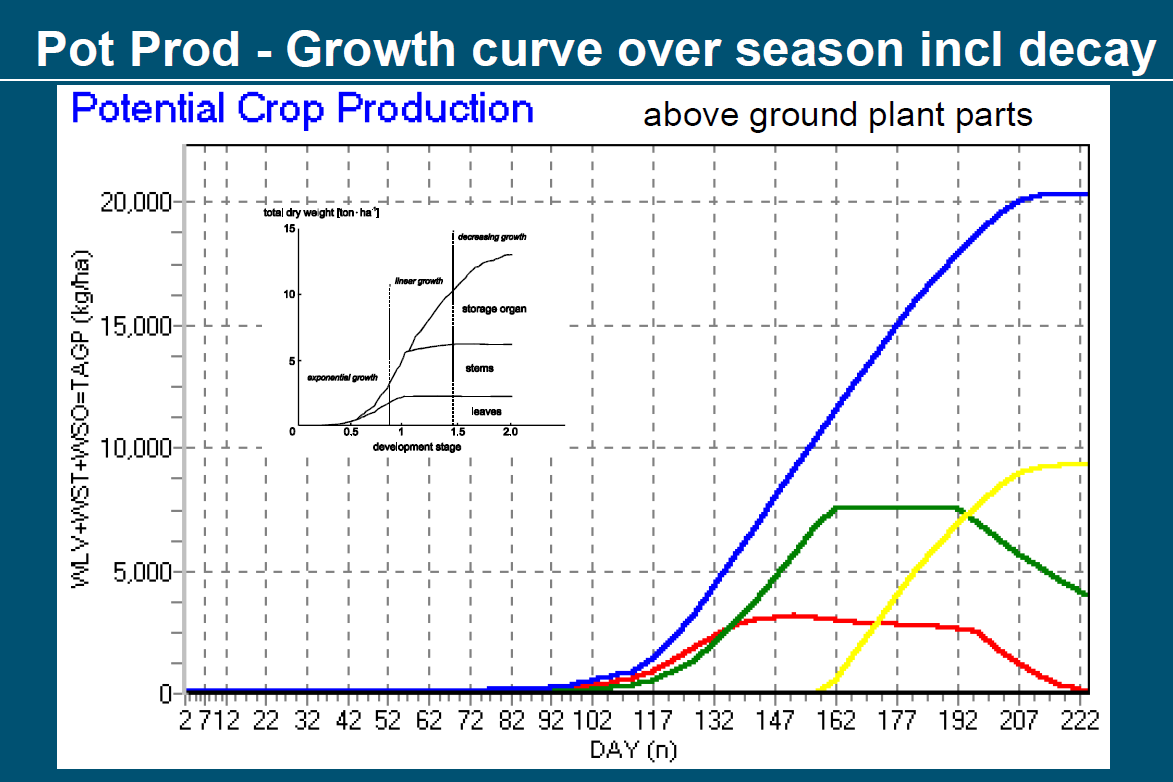 Pot Prod - Growth curve over season incl decay
Potential Crop Production
above ground plant parts
WLV+WST+WSO=TAGP (kg/ha)
20,000
15,000
10,000
5,000
0
total dry weight [ton·ha⁻¹]
15
10
5
0
decreasing growth
linear growth
storage organ
exponential growth
stems
leaves
0.5 1 1.5 2.0
development stage
2 7 12 22 32 42 52 62 72 82 92 102 117 132 147 162 177 192 207 222
DAY (n)